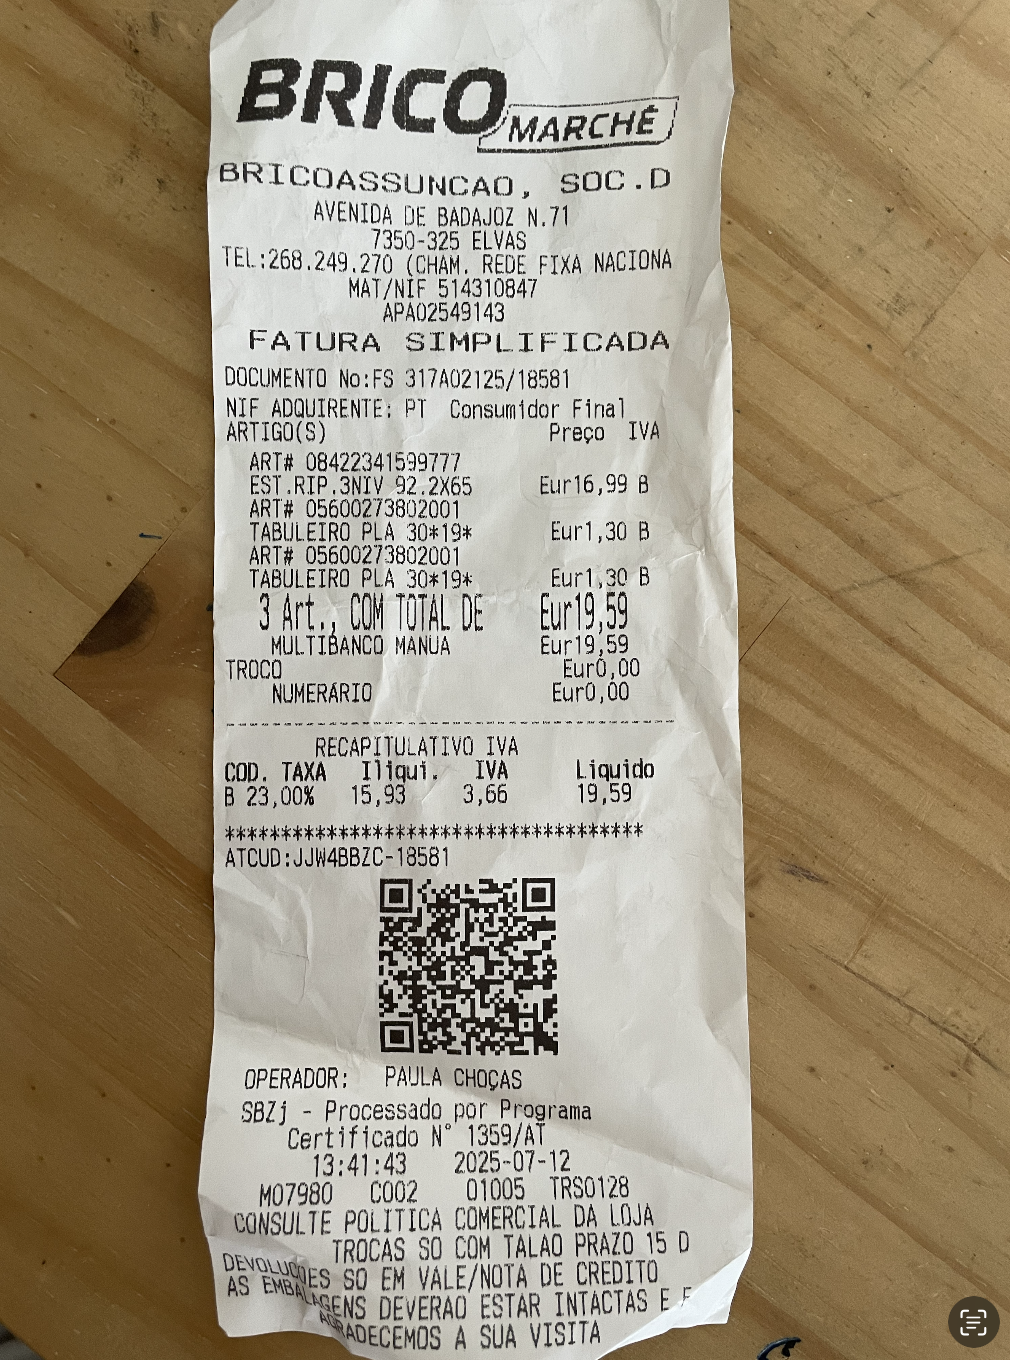 BRICO MARCHÉ
BRICOASSUNCAO, SOC.D
AVENIDA DE BADAJOZ N.71
7350-325 ELVAS
TEL:268.249.270 (CHAM. REDE FIXA NACIONA
MAT/NIF 514310847
APA02549143
FATURA SIMPLIFICADA
DOCUMENTO No:FS 317A02125/18581
NIF ADQUIRENTE: PT Consumidor Final
ARTIGO(S) Preço IVA
ART# 08422341599777
EST.RIP.3NIV 92.2X65 Eur16,99 B
ART# 05600273802001
TABULEIRO PLA 30*19* Eur1,30 B
ART# 05600273802001
TABULEIRO PLA 30*19* Eur1,30 B
3 Art., COM TOTAL DE Eur19,59
MULTIBANCO MANUA Eur19,59
TROCO Eur0,00
NUMERÁRIO Eur0,00
RECAPITULATIVO IVA
COD. TAXA Iliqui. IVA Liquido
B 23,00% 15,93 3,66 19,59
*************************************
ATCUD:JJW4BBZC-18581
OPERADOR: PAULA CHOÇAS
SBZj - Processado por Programa
Certificado N° 1359/AT
13:41:43 2025-07-12
M07980 C002 01005 TRS0128
CONSULTE POLITICA COMERCIAL DA LOJA
TROCAS SO COM TALAO PRAZO 15 D
DEVOLUCOES SO EM VALE/NOTA DE CREDITO
AS EMBALAGENS DEVERAO ESTAR INTACTAS E
AGRADECEMOS A SUA VISITA